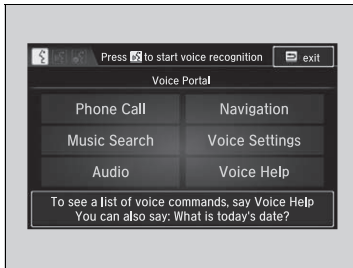 Press to start voice recognition
exit
Voice Portal
Phone Call
Navigation
Music Search
Voice Settings
Audio
Voice Help
To see a list of voice commands, say Voice Help
You can also say: What is today's date?